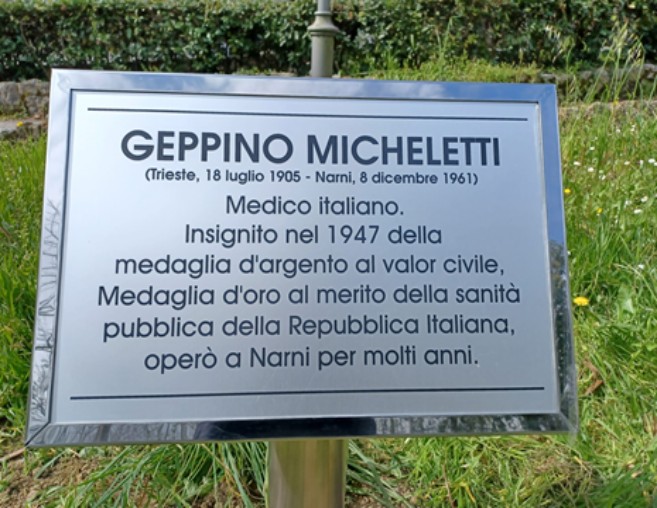 GEPPINO MICHELETTI
(Trieste, 18 luglio 1905 - Narni, 8 dicembre 1961)
Medico italiano.
Insignito nel 1947 della
medaglia d'argento al valor civile,
Medaglia d'oro al merito della sanità
pubblica della Repubblica Italiana,
operò a Narni per molti anni.